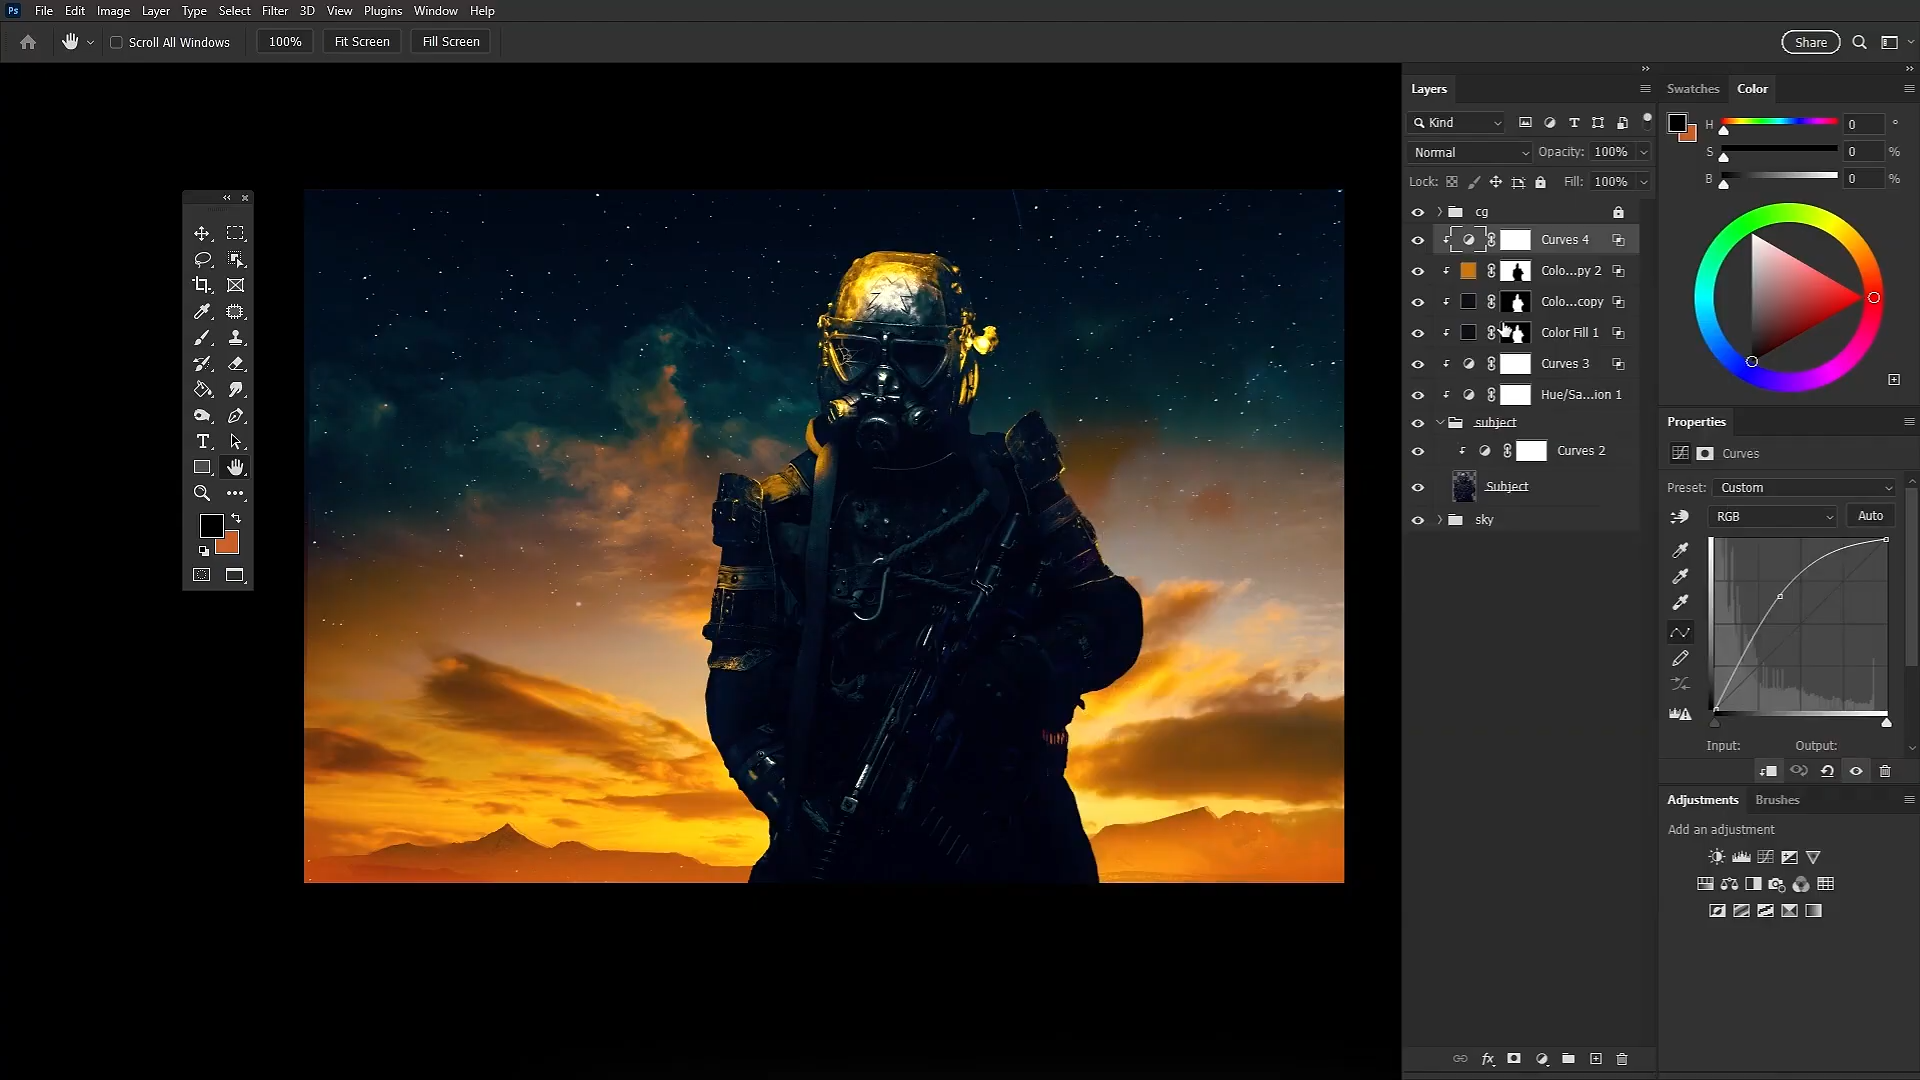 Ps File Edit Image Layer Type Select Filter 3D View Plugins Window Help
Scroll All Windows 100% Fit Screen Fill Screen Share
Layers
Kind
Normal Opacity: 100%
Lock: Fill: 100%
cg
Curves 4
Colo...py 2
Colo...copy
Color Fill 1
Curves 3
Hue/Sa...ion 1
subject
Curves 2
Subject
sky
fx
Swatches Color
H 0 °
S 0 %
B 0 %
Properties
Curves
Preset: Custom
RGB Auto
Input: Output:
Adjustments Brushes
Add an adjustment